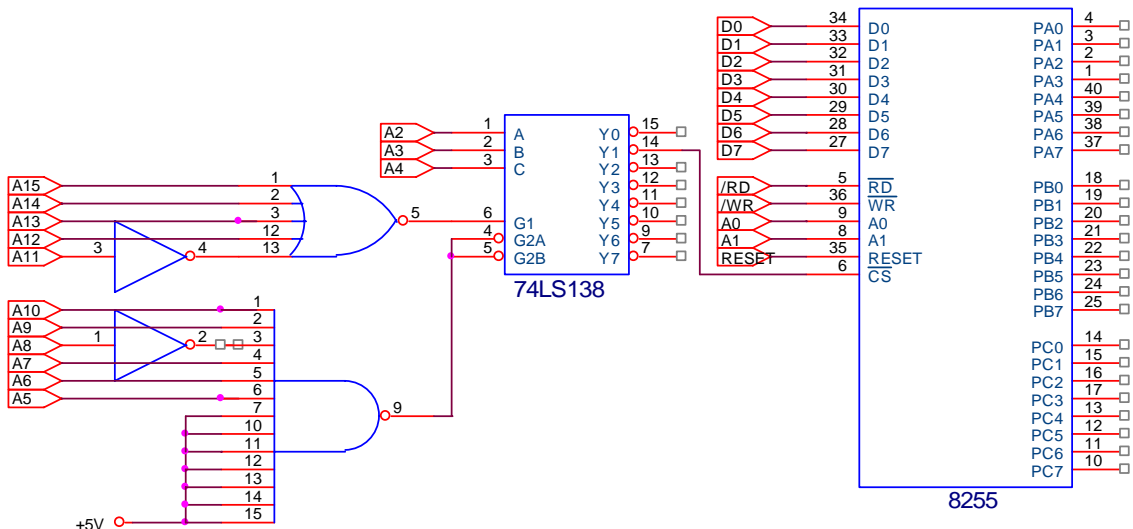 A15
A14
A13
A12
A11
1
2
3
12
13
3
4
5
A10
A9
A8
A7
A6
A5
1
2
1
2
3
4
5
6
7
10
11
12
13
14
15
9
+5V
A2
A3
A4
1
2
3
6
4
5
A
B
C
G1
G2A
G2B
Y0
Y1
Y2
Y3
Y4
Y5
Y6
Y7
15
14
13
12
11
10
9
7
74LS138
D0
D1
D2
D3
D4
D5
D6
D7
/RD
/WR
A0
A1
RESET
34
33
32
31
30
29
28
27
5
36
9
8
35
6
D0
D1
D2
D3
D4
D5
D6
D7
RD
WR
A0
A1
RESET
CS
PA0
PA1
PA2
PA3
PA4
PA5
PA6
PA7
PB0
PB1
PB2
PB3
PB4
PB5
PB6
PB7
PC0
PC1
PC2
PC3
PC4
PC5
PC6
PC7
4
3
2
1
40
39
38
37
18
19
20
21
22
23
24
25
14
15
16
17
13
12
11
10
8255